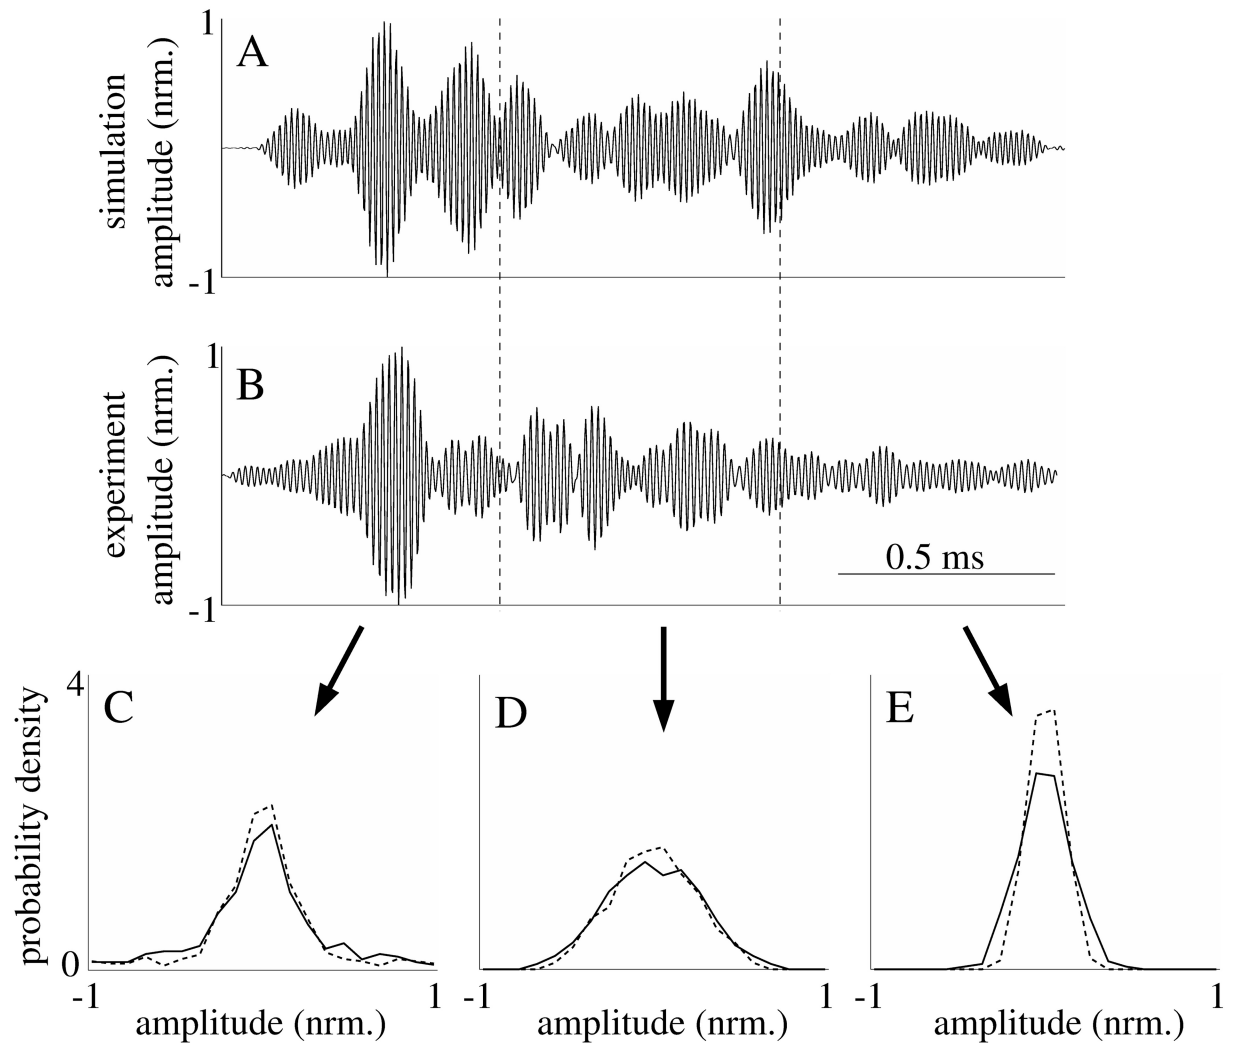 1
A
simulation
amplitude (nrm.)
-1
1
B
experiment
amplitude (nrm.)
0.5 ms
-1
4
C
D
E
probability density
0
-1
1
-1
1
-1
1
amplitude (nrm.)
amplitude (nrm.)
amplitude (nrm.)